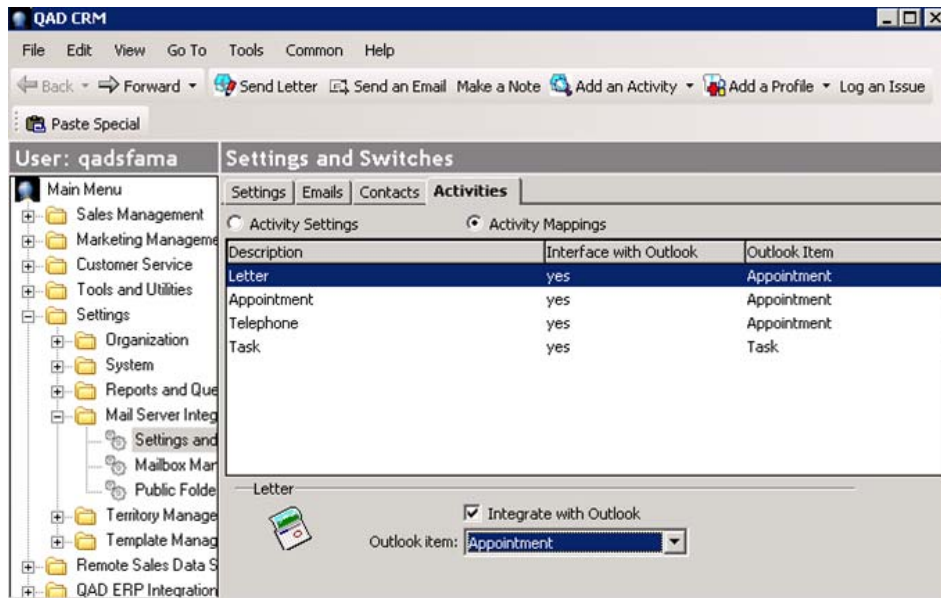 QAD CRM
File Edit View Go To Tools Common Help
Back Forward Send Letter Send an Email Make a Note Add an Activity Add a Profile Log an Issue
Paste Special
User: qadsfama
Settings and Switches
Main Menu
Sales Management
Marketing Manageme
Customer Service
Tools and Utilities
Settings
Organization
System
Reports and Que
Mail Server Integ
Settings and
Mailbox Mar
Public Folde
Territory Manage
Template Manag
Remote Sales Data S
QAD ERP Integration
Settings Emails Contacts Activities
Activity Settings Activity Mappings
Description Interface with Outlook Outlook Item
Letter yes Appointment
Appointment yes Appointment
Telephone yes Appointment
Task yes Task
Letter
Integrate with Outlook
Outlook item: Appointment